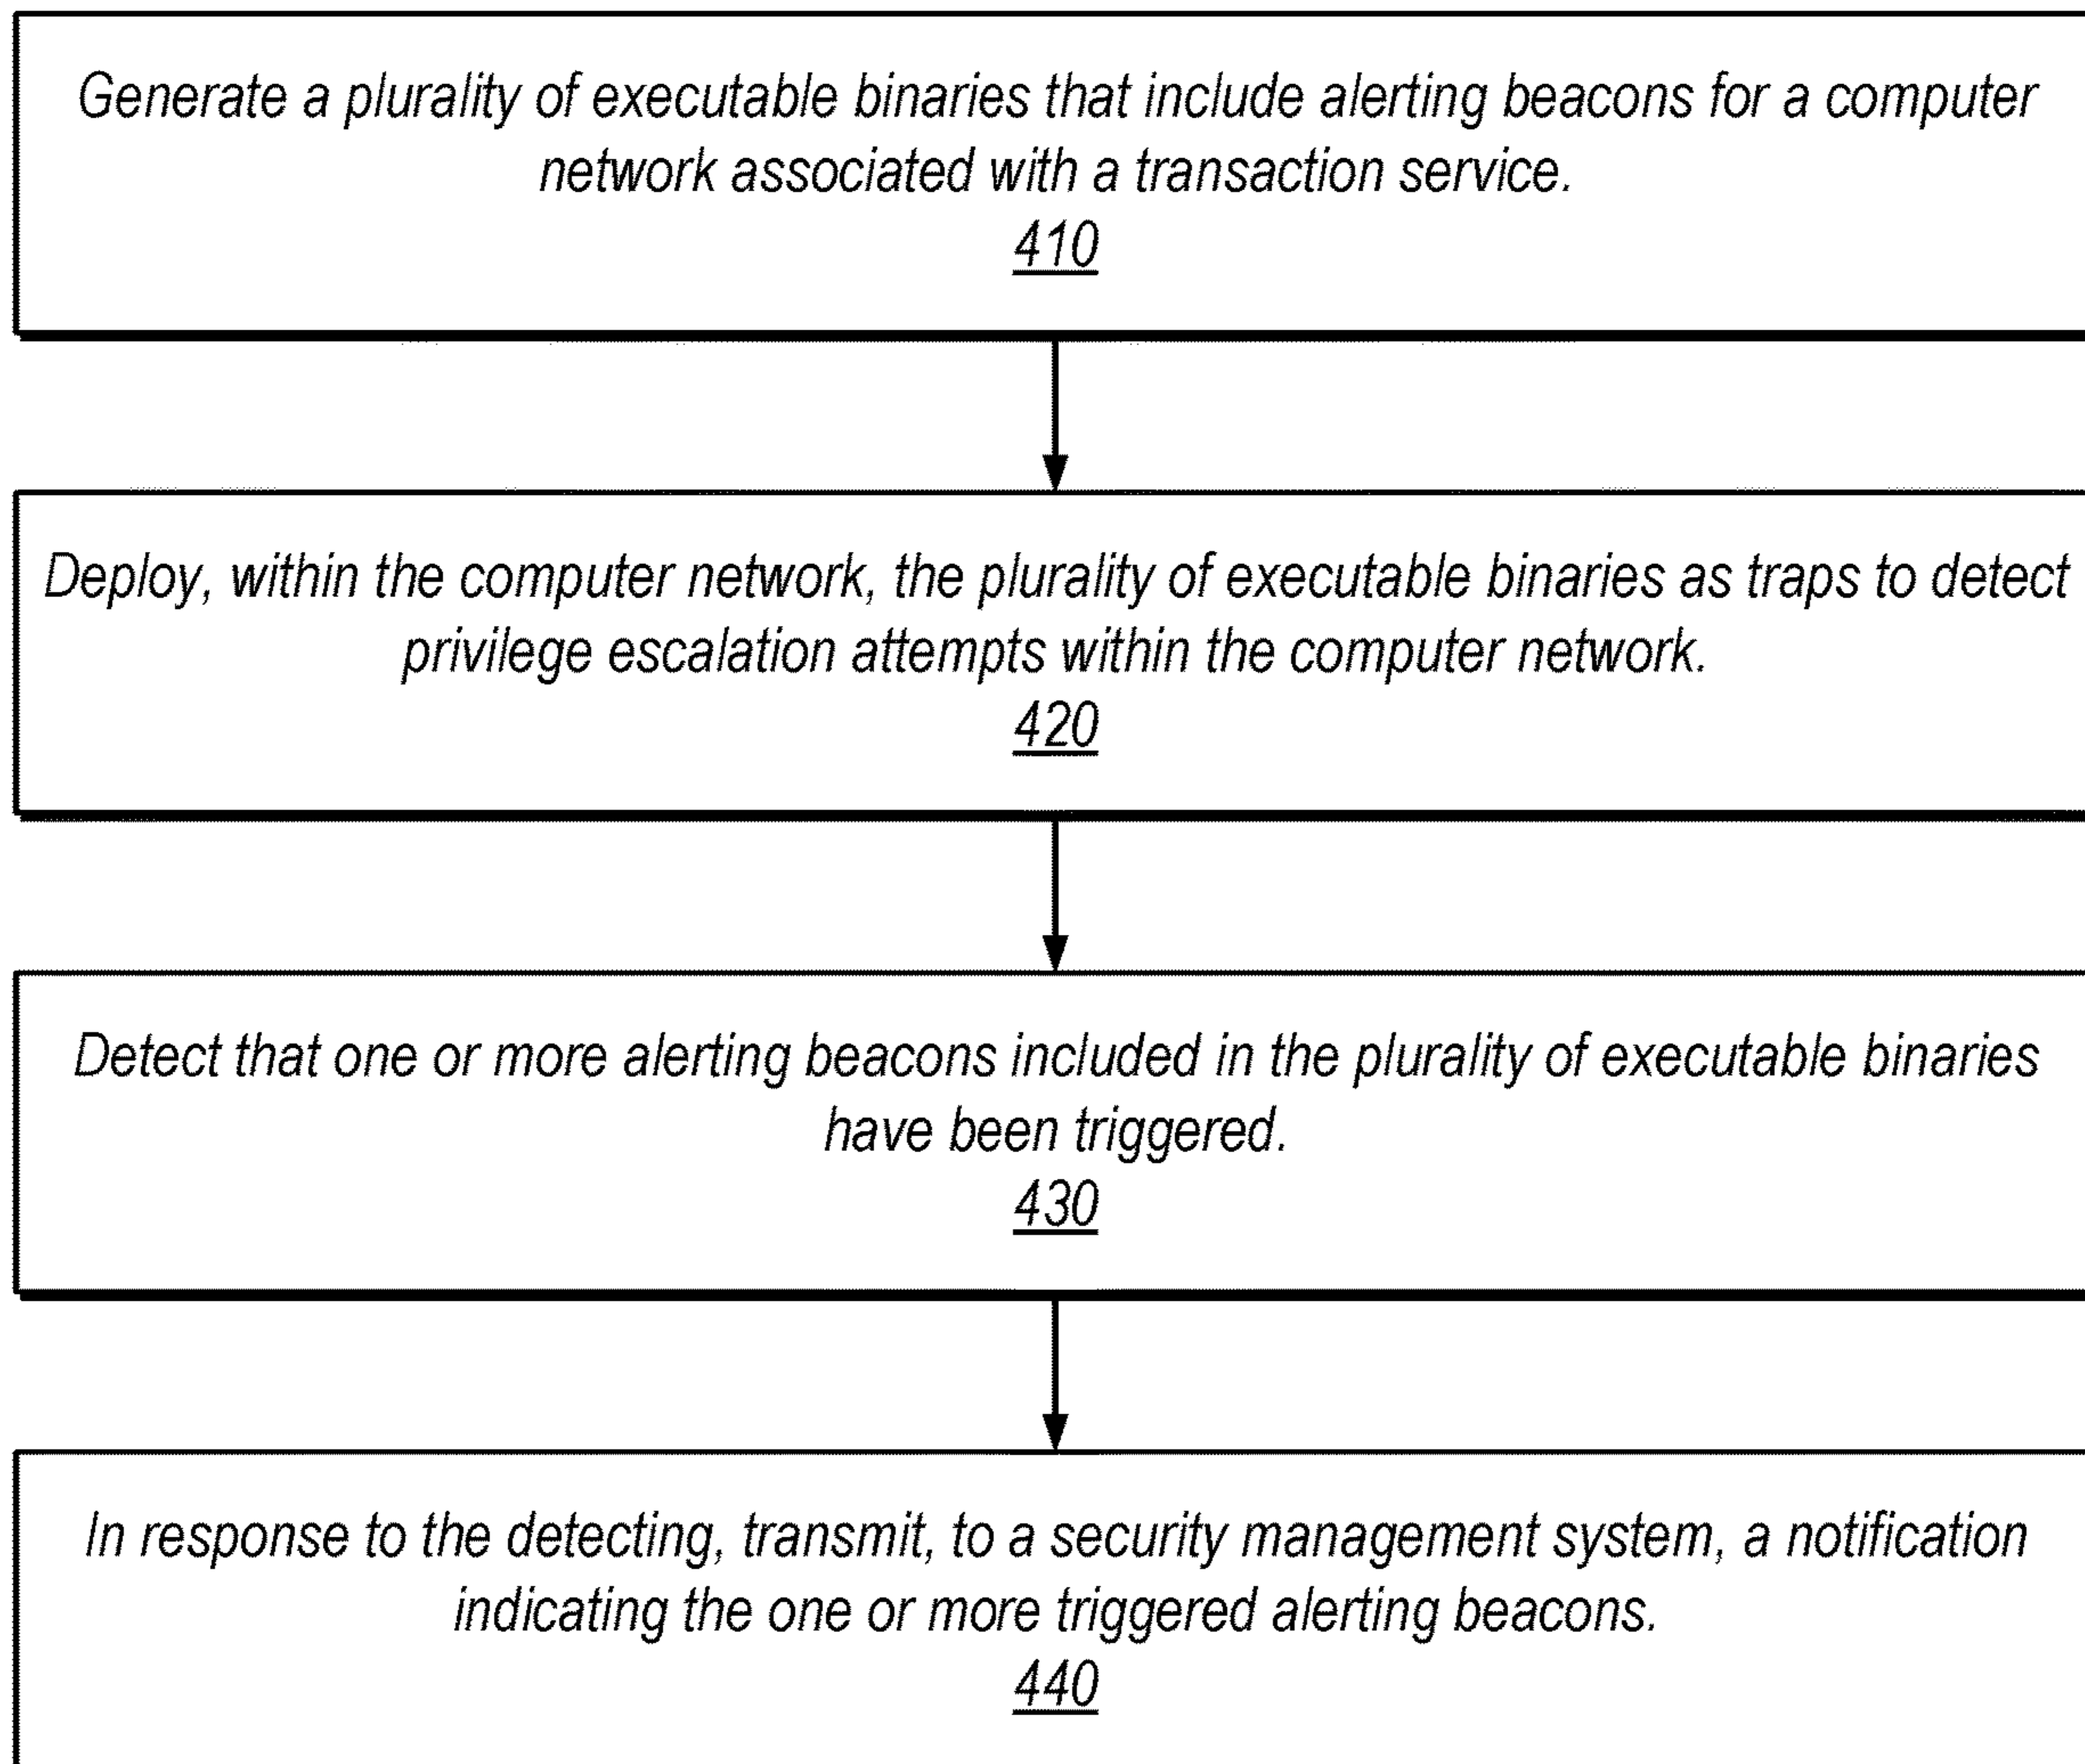 Generate a plurality of executable binaries that include alerting beacons for a computer
network associated with a transaction service.
410
Deploy, within the computer network, the plurality of executable binaries as traps to detect
privilege escalation attempts within the computer network.
420
Detect that one or more alerting beacons included in the plurality of executable binaries
have been triggered.
430
In response to the detecting, transmit, to a security management system, a notification
indicating the one or more triggered alerting beacons.
440